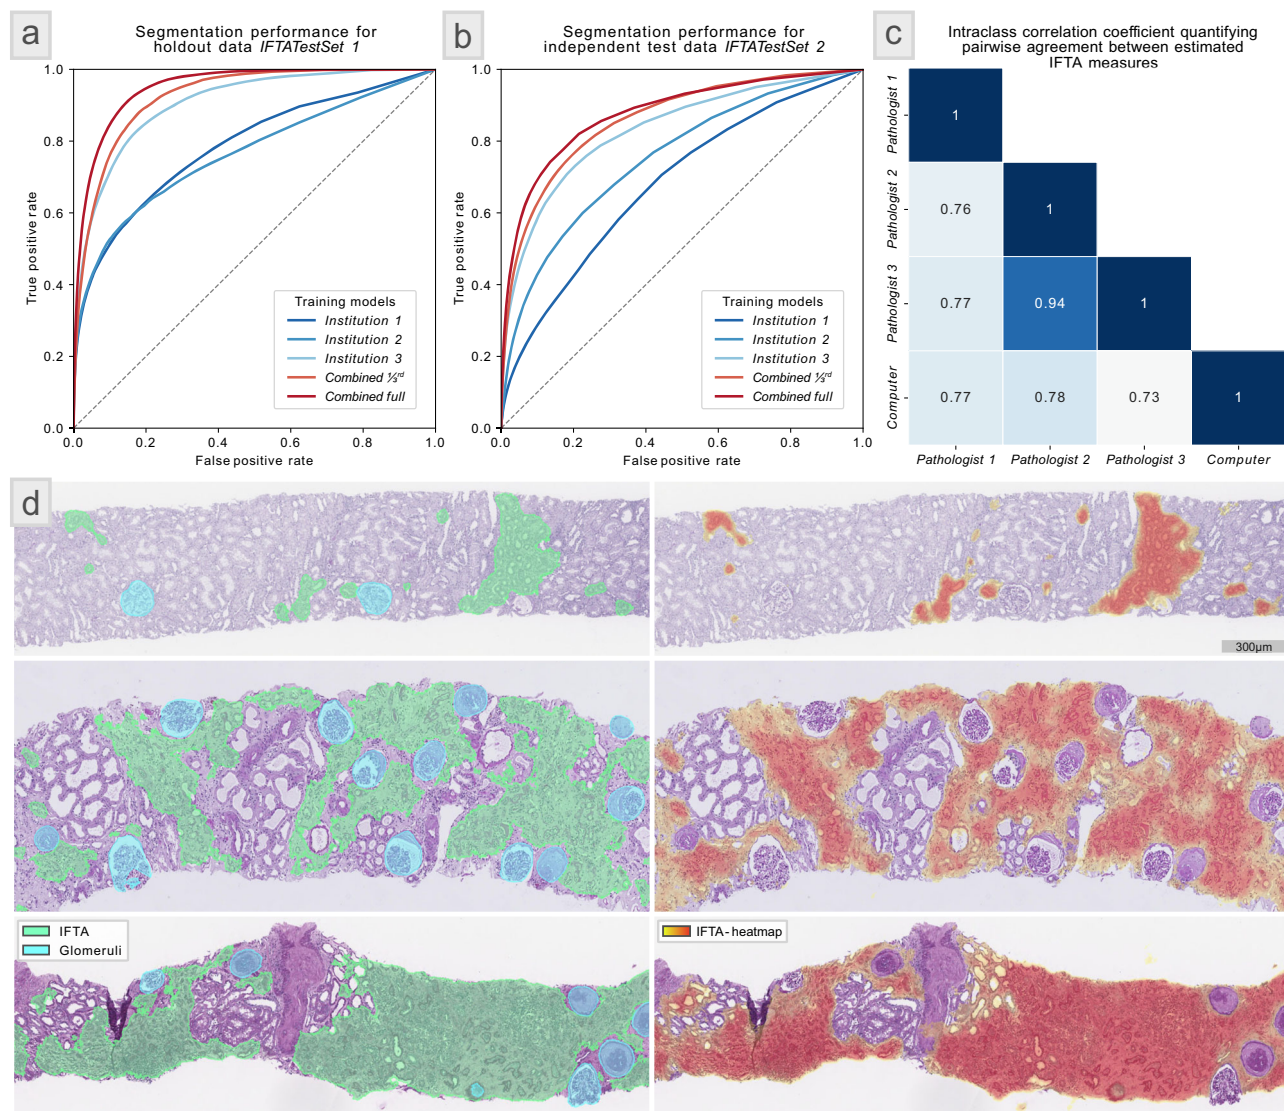 a
Segmentation performance for
holdout data IFTATestSet 1
1.0
0.8
0.6
0.4
0.2
0.0
0.0
0.2
0.4
0.6
0.8
1.0
True positive rate
False positive rate
Training models
Institution 1
Institution 2
Institution 3
Combined ⅓rd
Combined full
b
Segmentation performance for
independent test data IFTATestSet 2
1.0
0.8
0.6
0.4
0.2
0.0
0.0
0.2
0.4
0.6
0.8
1.0
True positive rate
False positive rate
Training models
Institution 1
Institution 2
Institution 3
Combined ⅓rd
Combined full
c
Intraclass correlation coefficient quantifying
pairwise agreement between estimated
IFTA measures
Pathologist 1
1
Pathologist 2
0.76
1
Pathologist 3
0.77
0.94
1
Computer
0.77
0.78
0.73
1
Pathologist 1
Pathologist 2
Pathologist 3
Computer
d
300µm
IFTA
Glomeruli
IFTA-heatmap